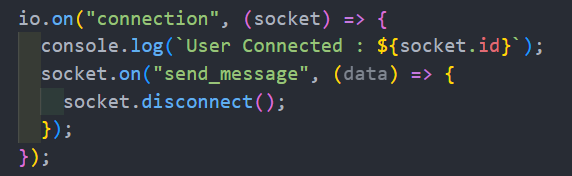 io.on("connection", (socket) => {
  console.log(`User Connected : ${socket.id}`);
  socket.on("send_message", (data) => {
    socket.disconnect();
  });
});